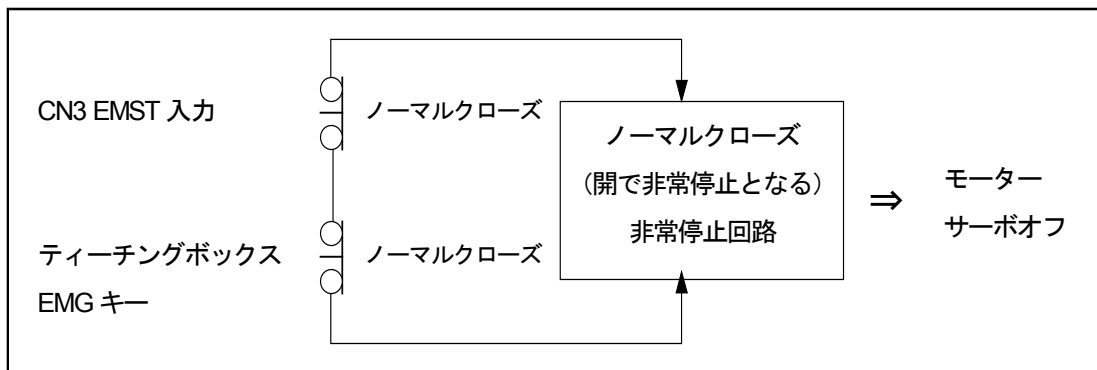 CN3 EMST 入力
ノーマルクローズ
ティーチングボックス
EMG キー
ノーマルクローズ
ノーマルクローズ
（開で非常停止となる）
非常停止回路
⇒
モーター
サーボオフ